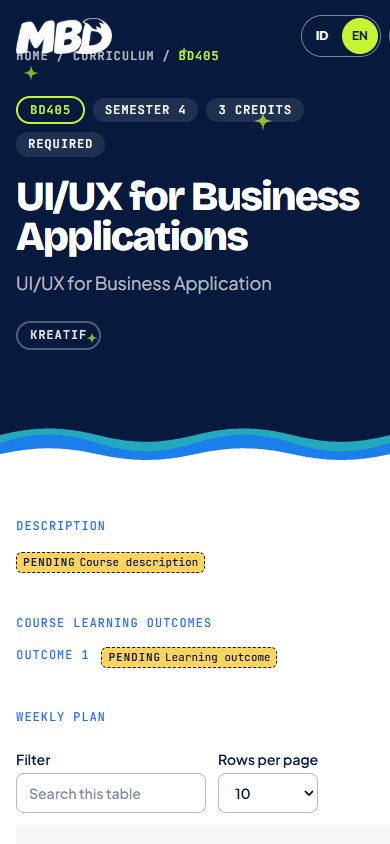 MBD
ID EN
HOME / CURRICULUM / BD405
BD405 SEMESTER 4 3 CREDITS
REQUIRED
UI/UX for Business
Applications
UI/UX for Business Application
KREATIF
DESCRIPTION
PENDING Course description
COURSE LEARNING OUTCOMES
OUTCOME 1 PENDING Learning outcome
WEEKLY PLAN
Filter Rows per page
Search this table 10